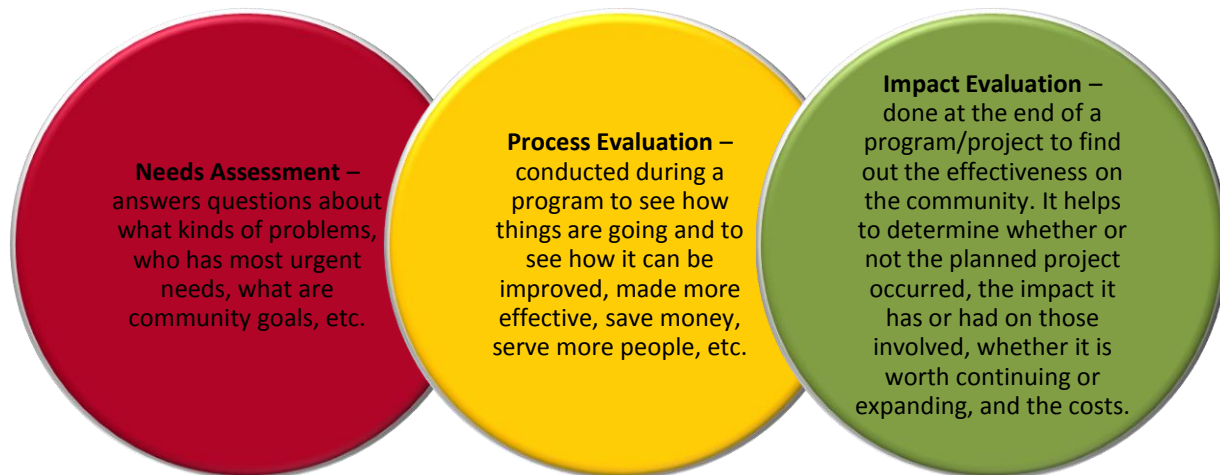 Needs Assessment –
answers questions about
what kinds of problems,
who has most urgent
needs, what are
community goals, etc.
Process Evaluation –
conducted during a
program to see how
things are going and to
see how it can be
improved, made more
effective, save money,
serve more people, etc.
Impact Evaluation –
done at the end of a
program/project to find
out the effectiveness on
the community. It helps
to determine whether or
not the planned project
occurred, the impact it
has or had on those
involved, whether it is
worth continuing or
expanding, and the costs.